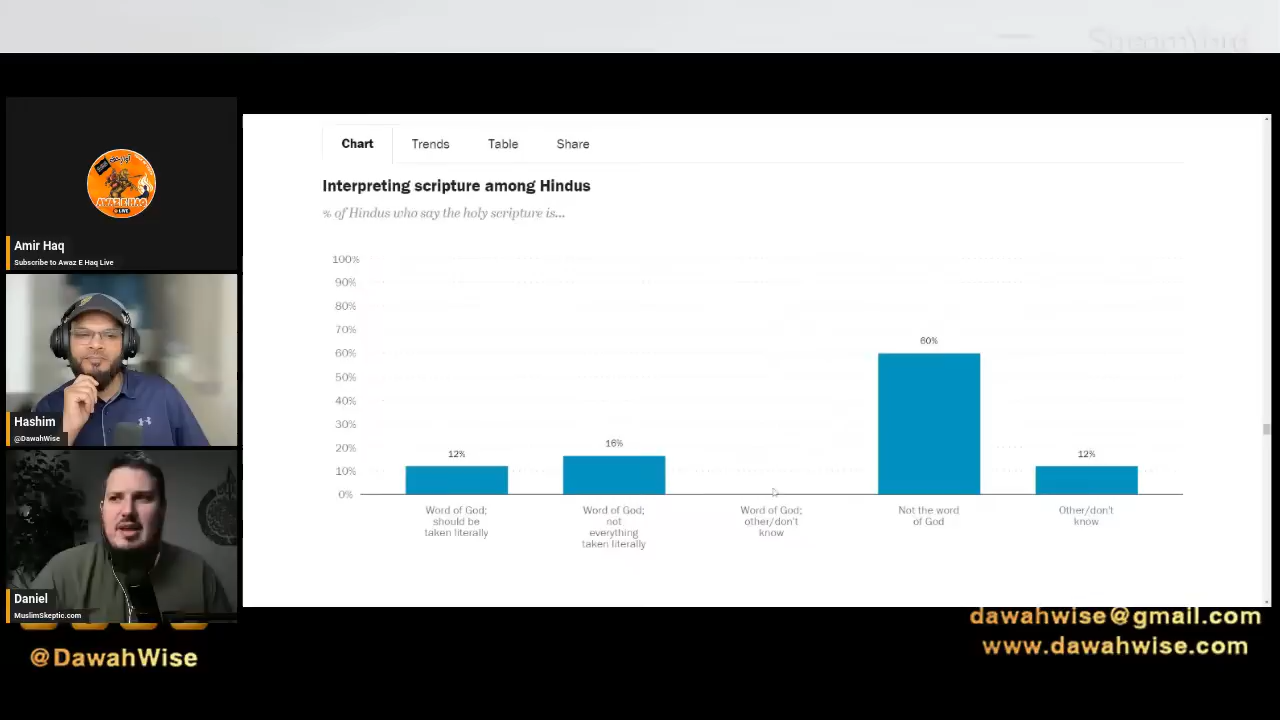 StreamYard
Amir Haq
Subscribe to Awaz E Haq Live
AWAZ E HAQ
LIVE
Hashim
@DawahWise
Daniel
MuslimSkeptic.com
Chart
Trends
Table
Share
Interpreting scripture among Hindus
% of Hindus who say the holy scripture is...
100%
90%
80%
70%
60%
50%
40%
30%
20%
10%
0%
12%
16%
60%
12%
Word of God;
should be
taken literally
Word of God;
not
everything
taken literally
Word of God;
other/don't
know
Not the word
of God
Other/don't
know
@DawahWise
dawahwise@gmail.com
www.dawahwise.com